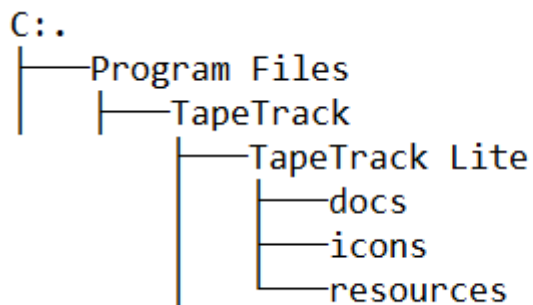 C:.
Program Files
TapeTrack
TapeTrack Lite
docs
icons
resources